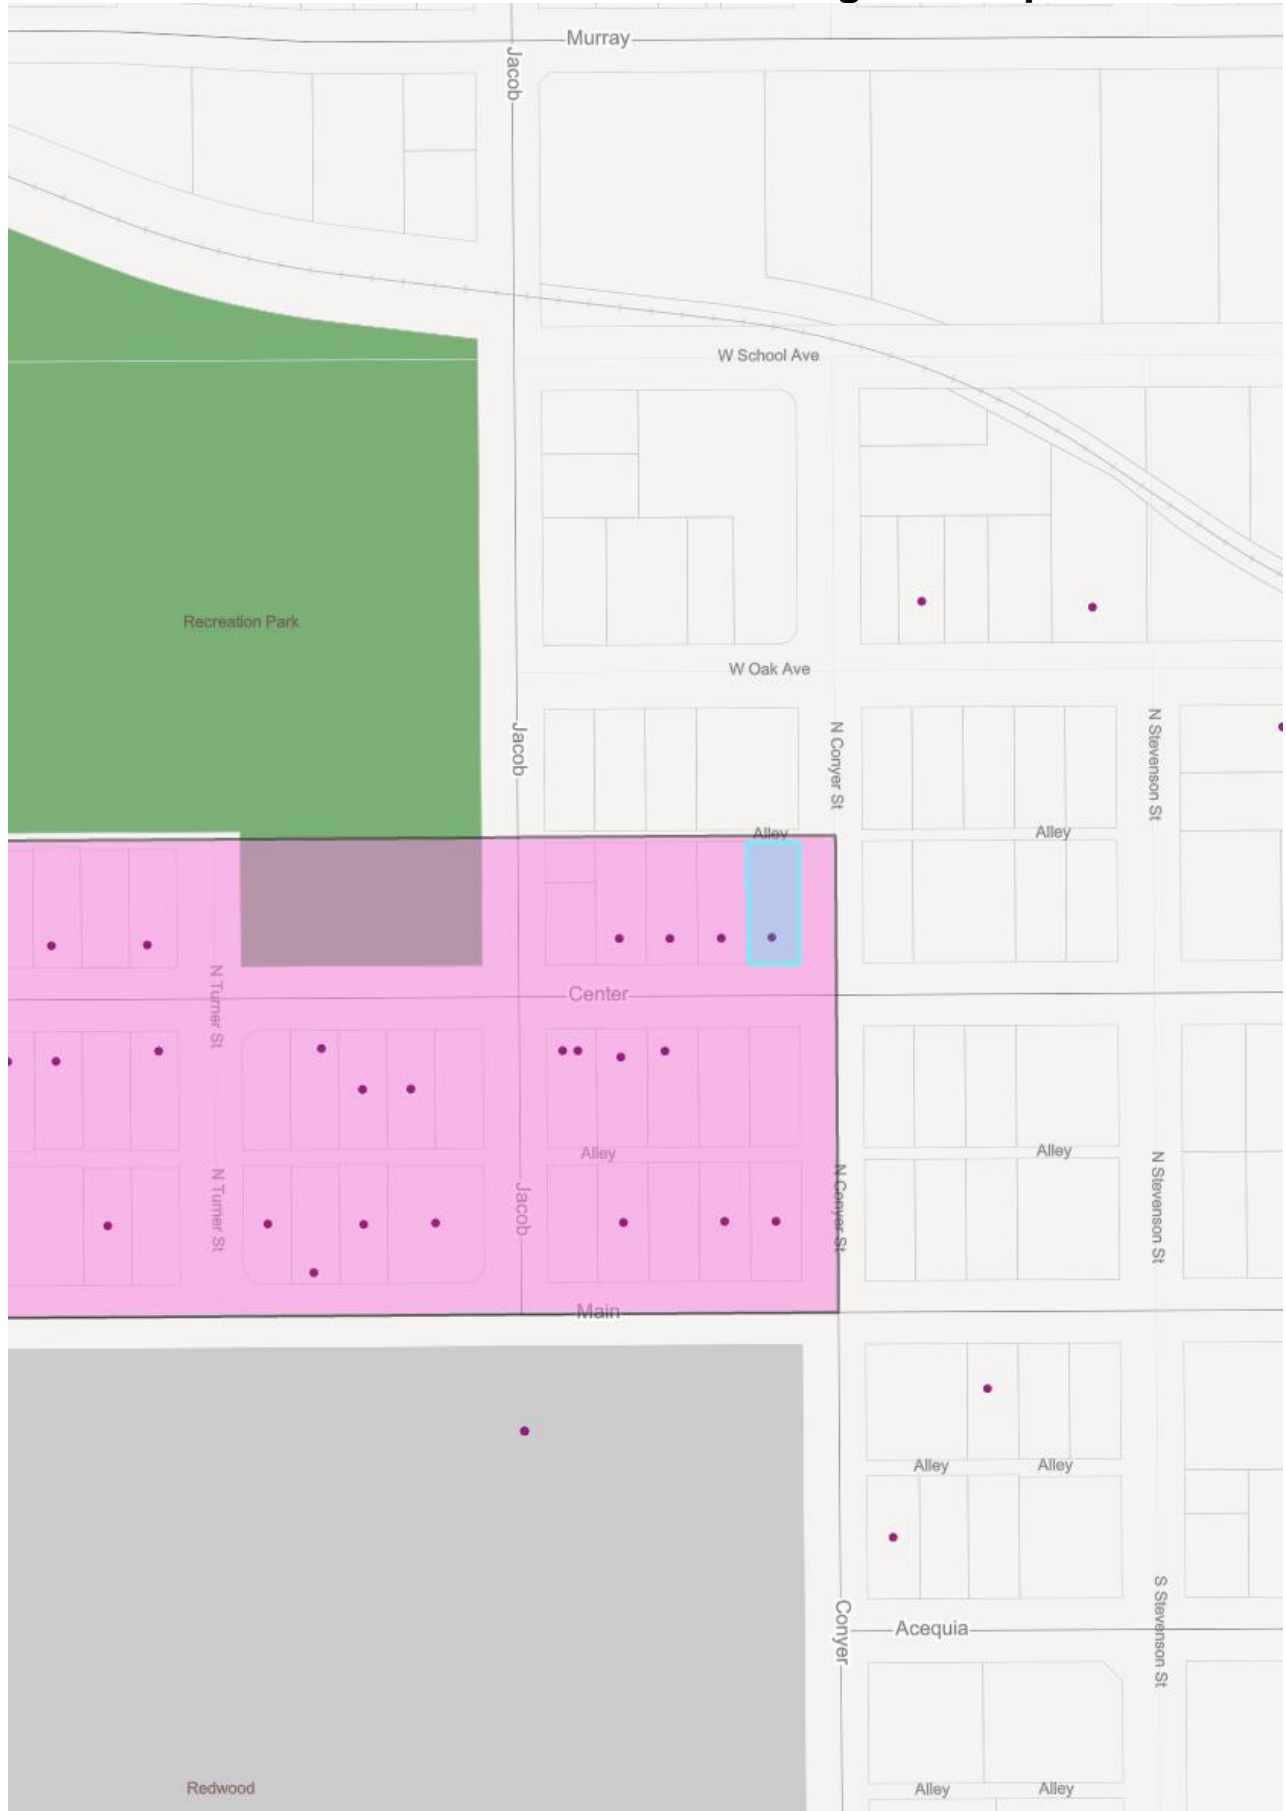 Murray
Jacob
W School Ave
Recreation Park
W Oak Ave
Jacob
N Conyer St
N Stevenson St
Alley
Alley
N Turner St
Center
Alley
Alley
N Turner St
Jacob
N Conyer St
N Stevenson St
Main
Alley
Alley
Conyer
Acequia
S Stevenson St
Redwood
Alley
Alley